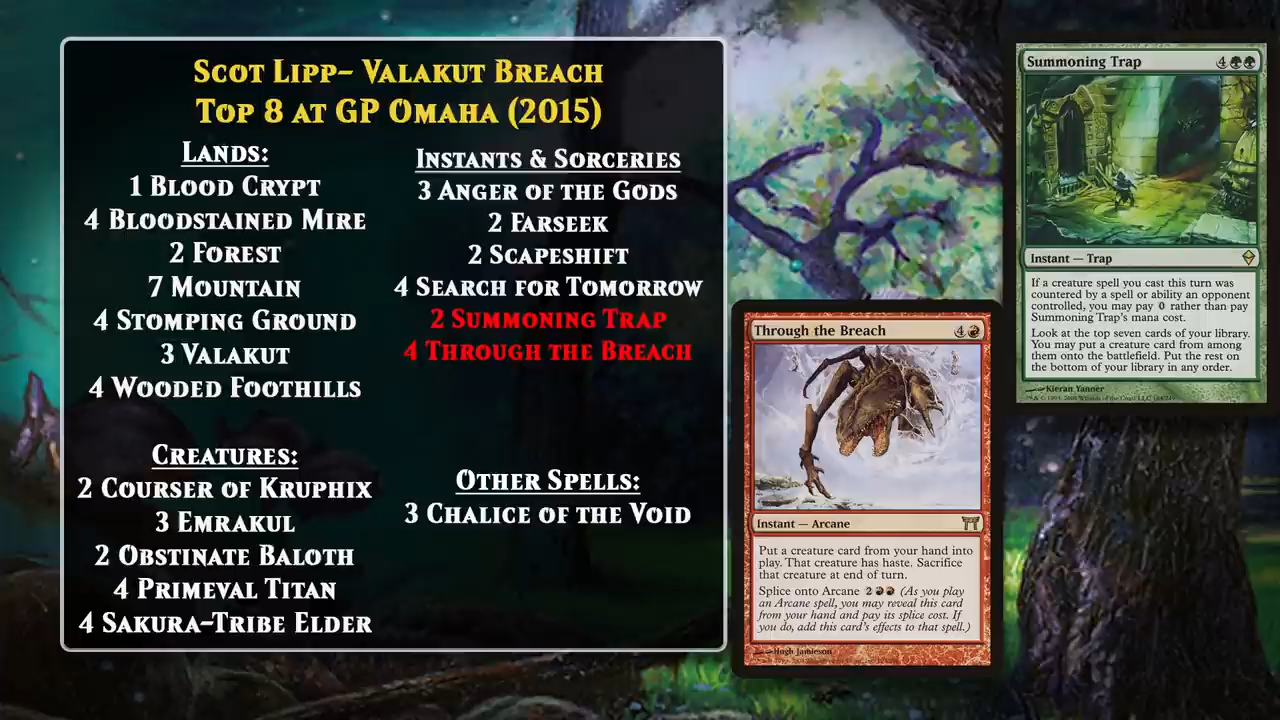 Scot Lipp– Valakut Breach
Top 8 at GP Omaha (2015)
Lands:
1 Blood Crypt
4 Bloodstained Mire
2 Forest
7 Mountain
4 Stomping Ground
3 Valakut
4 Wooded Foothills
Creatures:
2 Courser of Kruphix
3 Emrakul
2 Obstinate Baloth
4 Primeval Titan
4 Sakura-Tribe Elder
Instants & Sorceries
3 Anger of the Gods
2 Farseek
2 Scapeshift
4 Search for Tomorrow
2 Summoning Trap
4 Through the Breach
Other Spells:
3 Chalice of the Void
Through the Breach 4
Instant — Arcane
Put a creature card from your hand into
play. That creature has haste. Sacrifice
that creature at end of turn.
Splice onto Arcane 2 (As you play
an Arcane spell, you may reveal this card
from your hand and pay its splice cost. If
you do, add this card's effects to that spell.)
Hugh Jamieson
Summoning Trap 4
Instant — Trap
If a creature spell you cast this turn was
countered by a spell or ability an opponent
controlled, you may pay 0 rather than pay
Summoning Trap's mana cost.
Look at the top seven cards of your library.
You may put a creature card from among
them onto the battlefield. Put the rest on
the bottom of your library in any order.
Kieran Yanner